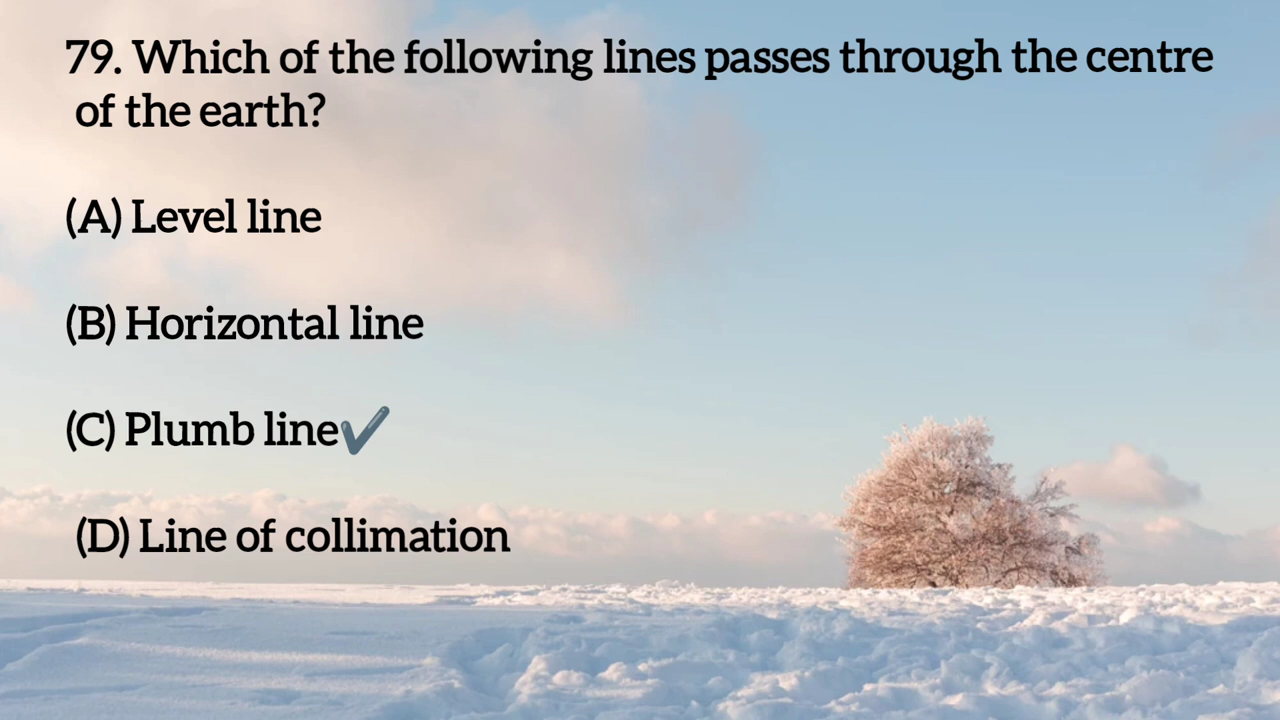 79. Which of the following lines passes through the centre
of the earth?
(A) Level line
(B) Horizontal line
(C) Plumb line✔
(D) Line of collimation